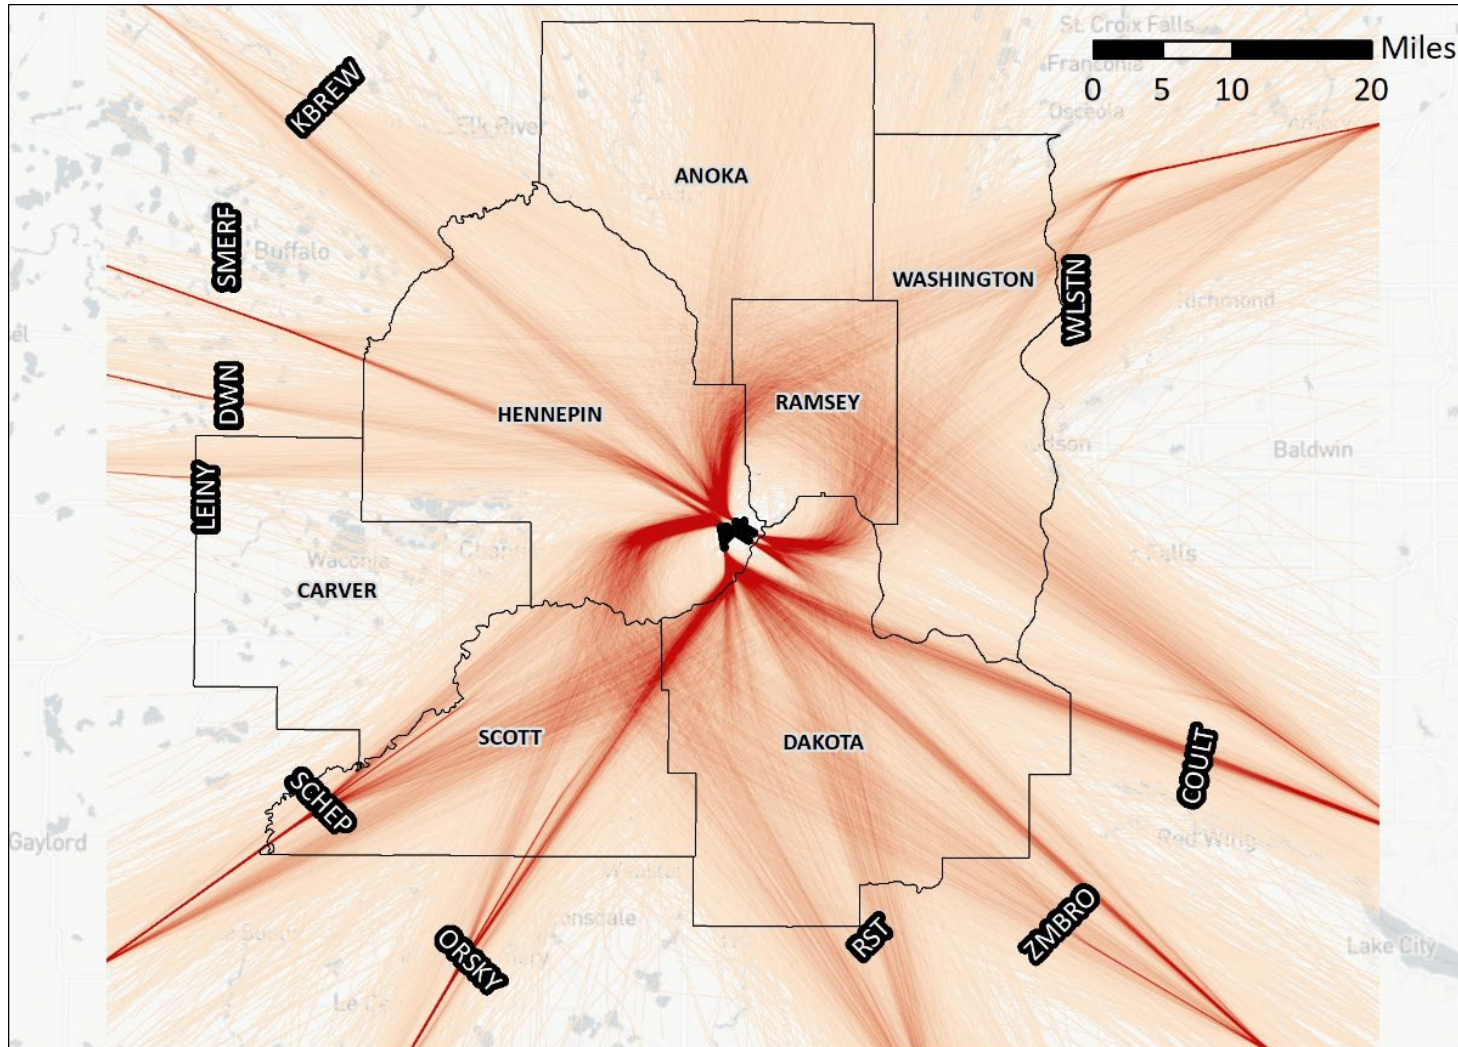 St. Croix Falls
Miles
Franconia
0 5 10 20
KBREW
Osceola
Elk River
ANOKA
SMERF
Buffalo
WASHINGTON
WLSTN
Richmond
DWN
HENNEPIN
RAMSEY
Baldwin
LEINY
Waconia
CARVER
SCHEP
SCOTT
DAKOTA
COULT
Gaylord
Red Wing
ORSKY
RST
ZMBRO
Lake City